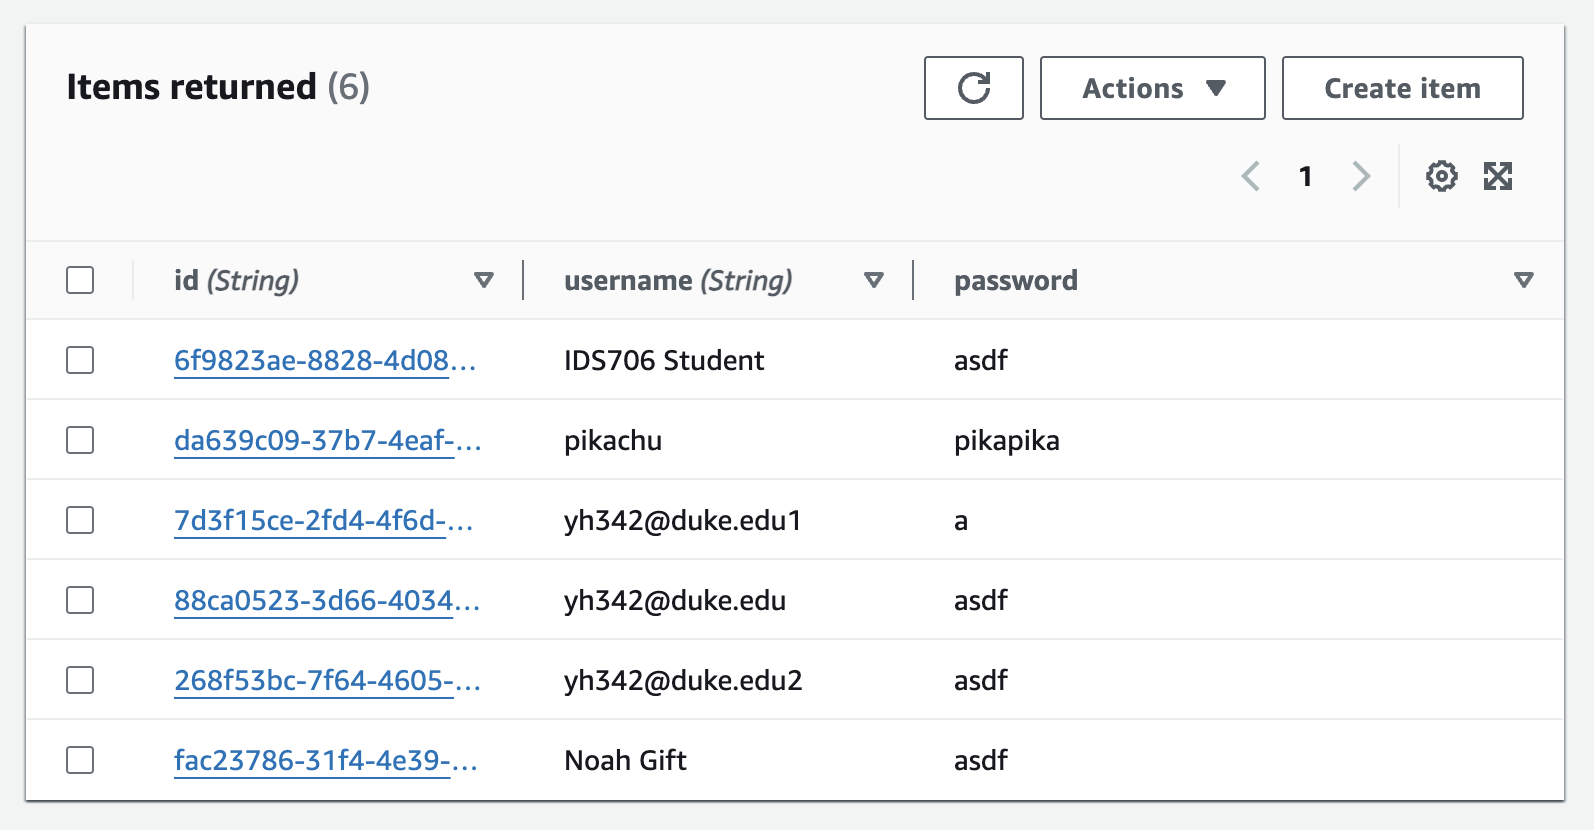 Items returned (6)
Actions
Create item
1
id (String) username (String) password
6f9823ae-8828-4d08... IDS706 Student asdf
da639c09-37b7-4eaf-... pikachu pikapika
7d3f15ce-2fd4-4f6d-... yh342@duke.edu1 a
88ca0523-3d66-4034... yh342@duke.edu asdf
268f53bc-7f64-4605-... yh342@duke.edu2 asdf
fac23786-31f4-4e39-... Noah Gift asdf